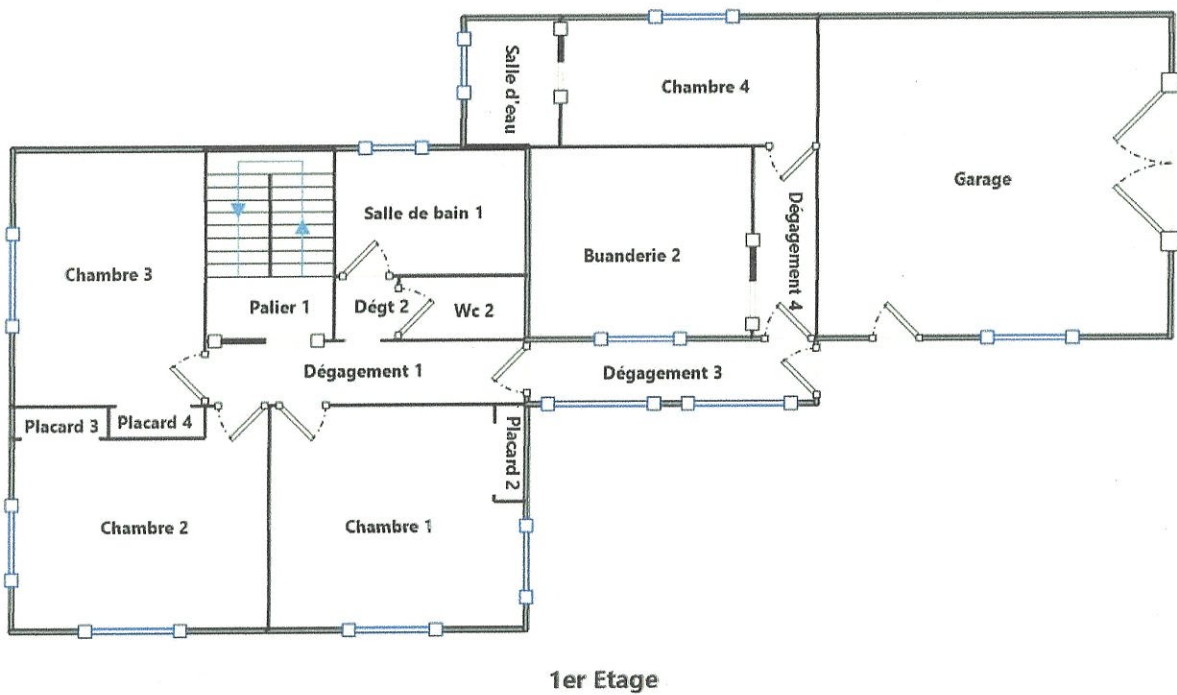 Salle d'eau
Chambre 4
Garage
Salle de bain 1
Chambre 3
Buanderie 2
Dégagement 4
Palier 1
Dégt 2
Wc 2
Dégagement 1
Dégagement 3
Placard 3
Placard 4
Placard 2
Chambre 2
Chambre 1
1er Etage